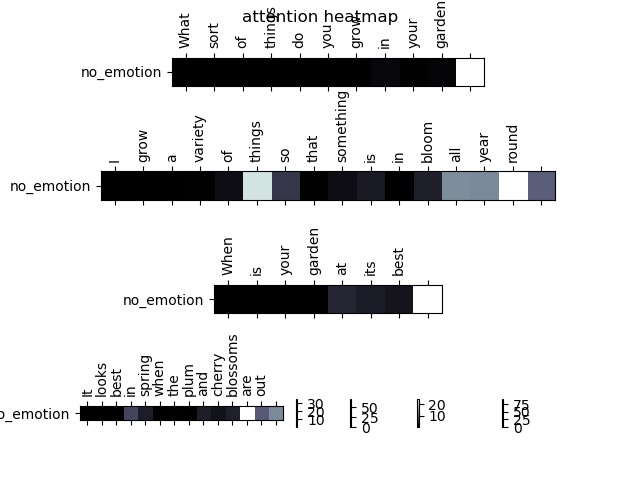 attention heatmap
What sort of things do you grow in your garden
no_emotion
I grow a variety of things so that something is in bloom all year round
no_emotion
When is your garden at its best
no_emotion
It looks best in spring when the plum and cherry blossoms are out
o_emotion
30 20 10
50 25 0
20 10
75 50 25 0